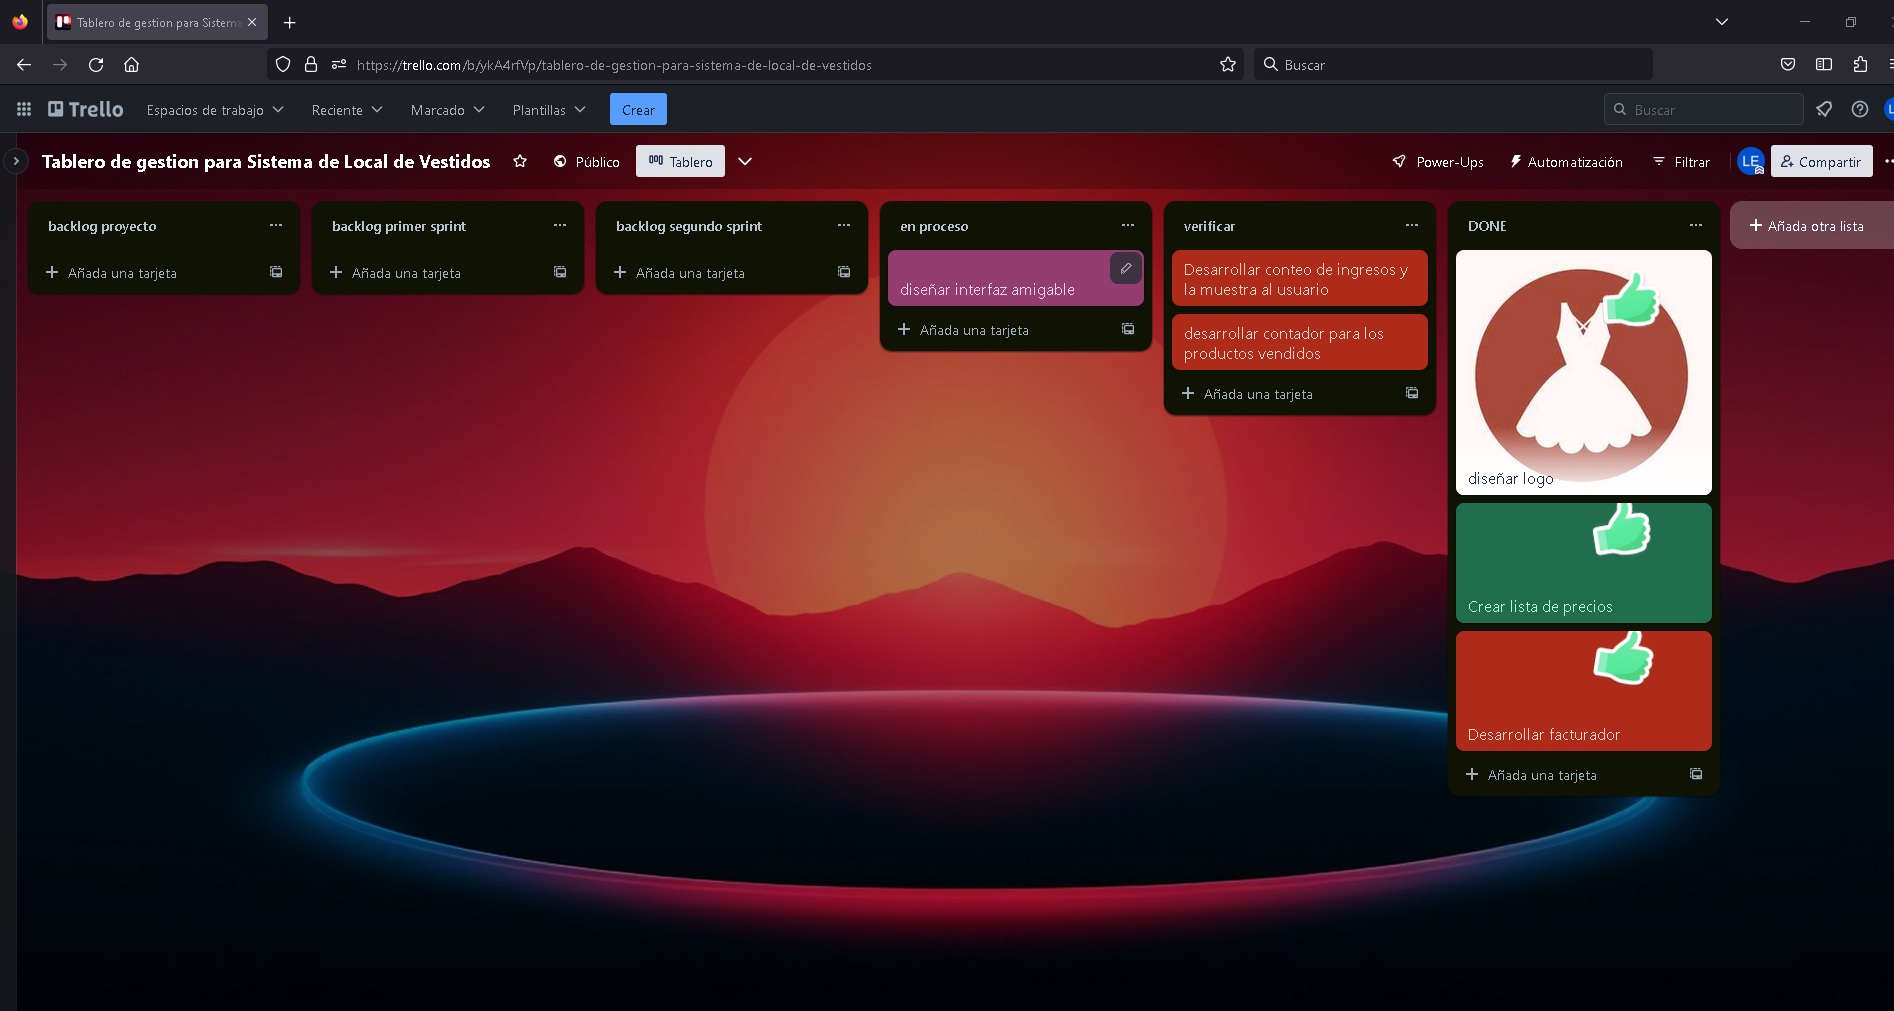 Tablero de gestion para Sistema
https://trello.com/b/ykA4rfVp/tablero-de-gestion-para-sistema-de-local-de-vestidos
Buscar
Trello
Espacios de trabajo
Reciente
Marcado
Plantillas
Crear
Buscar
Tablero de gestion para Sistema de Local de Vestidos
Público
Tablero
Power-Ups
Automatización
Filtrar
LE
Compartir
backlog proyecto
Añada una tarjeta
backlog primer sprint
Añada una tarjeta
backlog segundo sprint
Añada una tarjeta
en proceso
diseñar interfaz amigable
Añada una tarjeta
verificar
Desarrollar conteo de ingresos y
la muestra al usuario
desarrollar contador para los
productos vendidos
Añada una tarjeta
DONE
diseñar logo
Crear lista de precios
Desarrollar facturador
Añada una tarjeta
Añada otra lista